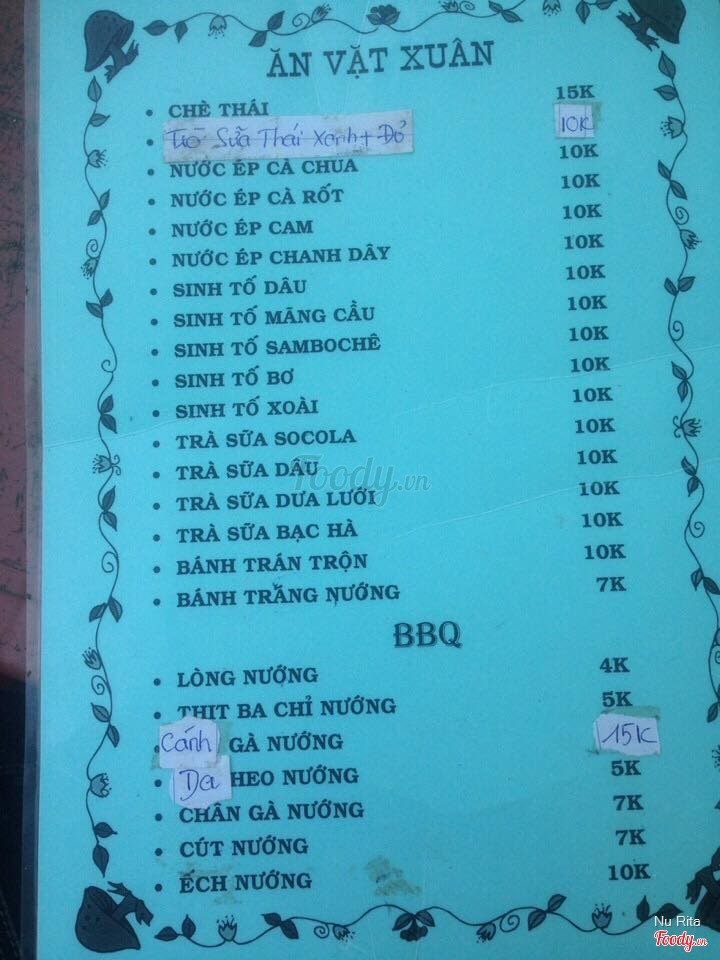 ĂN VẶT XUÂN
CHÈ THÁI 15K
Trà Sữa Thái Xanh + Đỏ 10K
NƯỚC ÉP CÀ CHUA 10K
NƯỚC ÉP CÀ RỐT 10K
NƯỚC ÉP CAM 10K
NƯỚC ÉP CHANH DÂY 10K
SINH TỐ DÂU 10K
SINH TỐ MÃNG CẦU 10K
SINH TỐ SAMBOCHÊ 10K
SINH TỐ BƠ 10K
SINH TỐ XOÀI 10K
TRÀ SỮA SOCOLA 10K
TRÀ SỮA DÂU 10K
TRÀ SỮA DƯA LƯỚI 10K
TRÀ SỮA BẠC HÀ 10K
BÁNH TRÁN TRỘN 10K
BÁNH TRẮNG NƯỚNG 7K
BBQ
LÒNG NƯỚNG 4K
THỊT BA CHỈ NƯỚNG 5K
Cánh GÀ NƯỚNG 15K
Da HEO NƯỚNG 5K
CHÂN GÀ NƯỚNG 7K
CÚT NƯỚNG 7K
ẾCH NƯỚNG 10K
Foody.vn
Nu Rita
Foody.vn